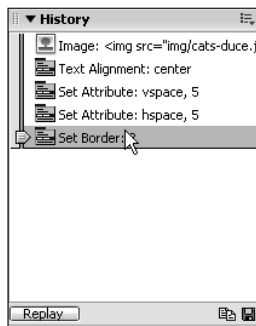 History
Image: <img src="img/cats-duce.j
Text Alignment: center
Set Attribute: vspace, 5
Set Attribute: hspace, 5
Set Border:
Replay